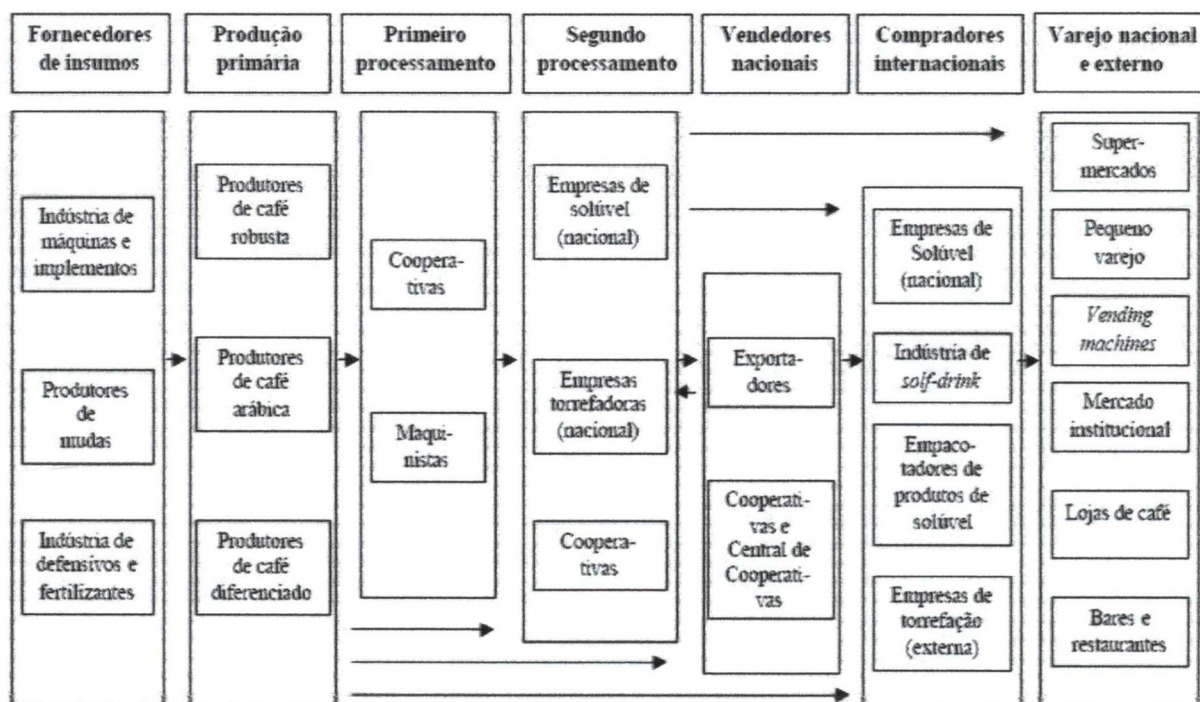 Fornecedores
de insumos
Produção
primária
Primeiro
processamento
Segundo
processamento
Vendedores
nacionais
Compradores
internacionais
Varejo nacional
e externo
Indústria de
máquinas e
implementos
Produtores
de
mudas
Indústria de
defensivos e
fertilizantes
Produtores
de café
robusta
Produtores
de café
arábica
Produtores
de café
diferenciado
Coopera-
tivas
Maqui-
nistas
Empresas de
solúvel
(nacional)
Empresas
torrefadoras
(nacional)
Coopera-
tivas
Exporta-
dores
Cooperati-
vas e
Central de
Cooperati-
vas
Empresas de
Solúvel
(nacional)
Indústria de
solf-drink
Empaco-
tadores de
produtos de
solúvel
Empresas de
torrefação
(externa)
Super-
mercados
Pequeno
varejo
Vending
machines
Mercado
institucional
Lojas de café
Bares e
restaurantes